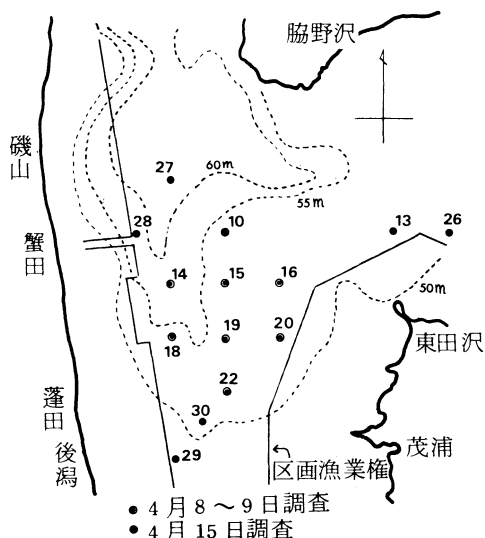 脇野沢
磯山
蟹田
蓬田
後潟
東田沢
茂浦
60m
55m
50m
27
28
10
13
26
14
15
16
18
19
20
22
30
29
区画漁業権
4月8～9日調査
4月15日調査